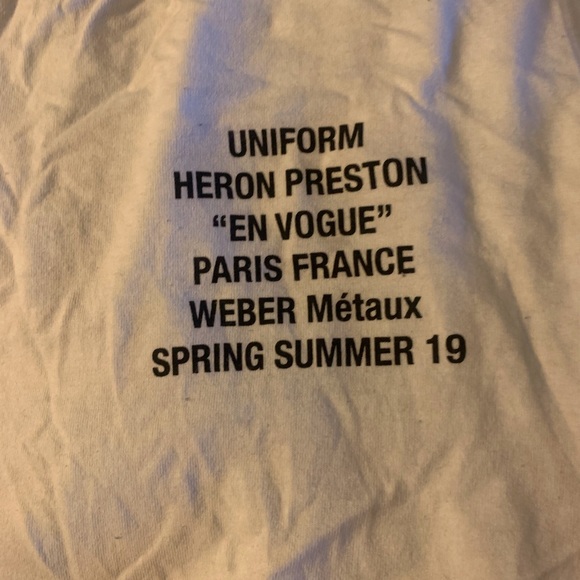 UNIFORM
HERON PRESTON
“EN VOGUE”
PARIS FRANCE
WEBER Métaux
SPRING SUMMER 19